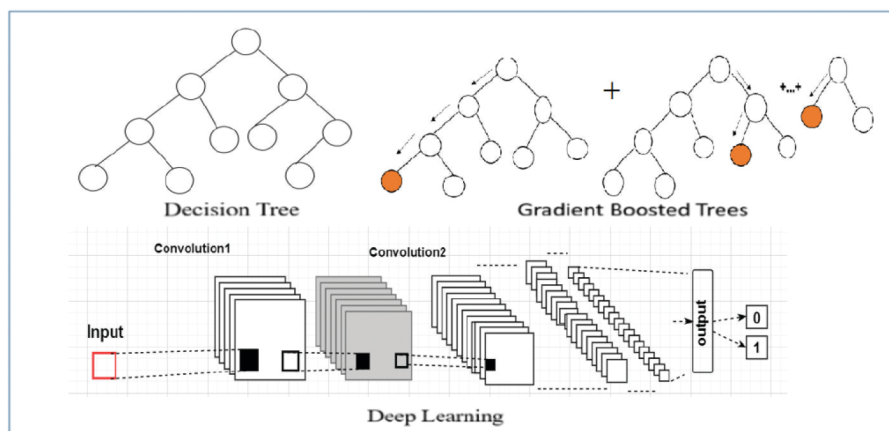 +
+...+
Decision Tree
Gradient Boosted Trees
Convolution1
Convolution2
Input
output
0
1
Deep Learning